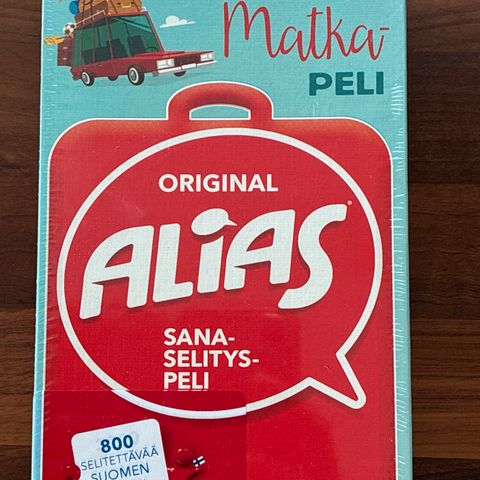 Matka-
PELI
ORIGINAL
ALIAS®
SANA-
SELITYS-
PELI
800
SELITETTÄVÄÄ
SUOMEN